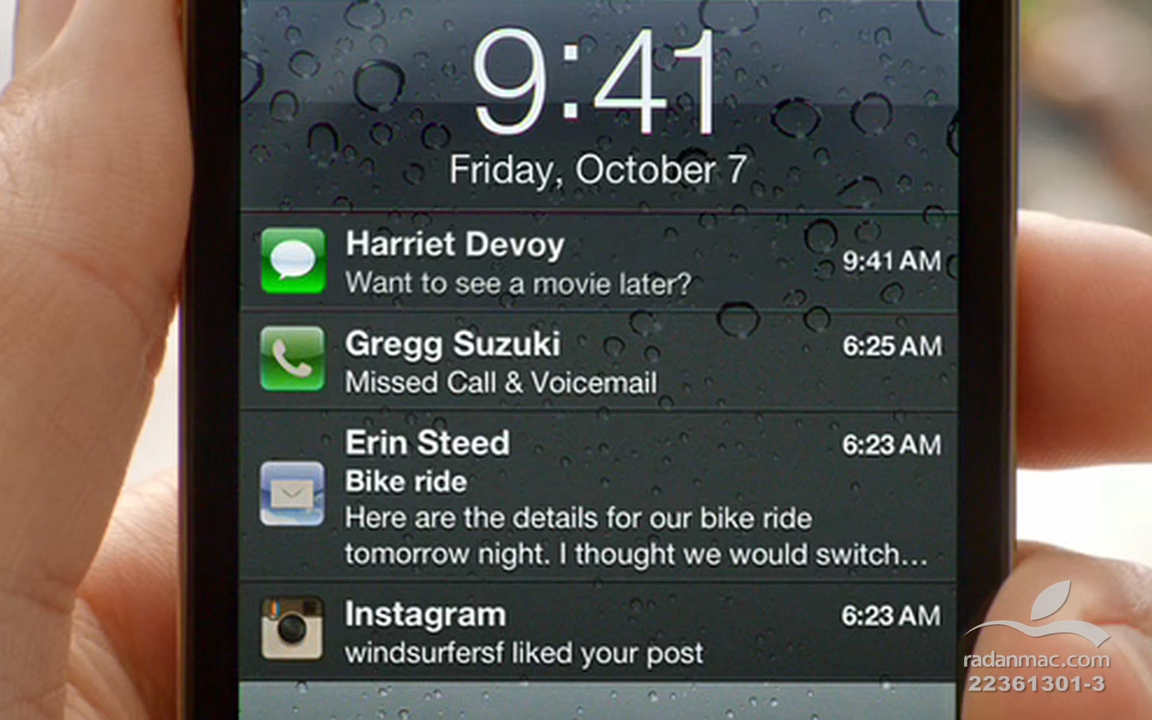 9:41
Friday, October 7
Harriet Devoy
9:41 AM
Want to see a movie later?
Gregg Suzuki
6:25 AM
Missed Call & Voicemail
Erin Steed
6:23 AM
Bike ride
Here are the details for our bike ride
tomorrow night. I thought we would switch...
Instagram
6:23 AM
windsurfersf liked your post
radanmac.com
22361301-3